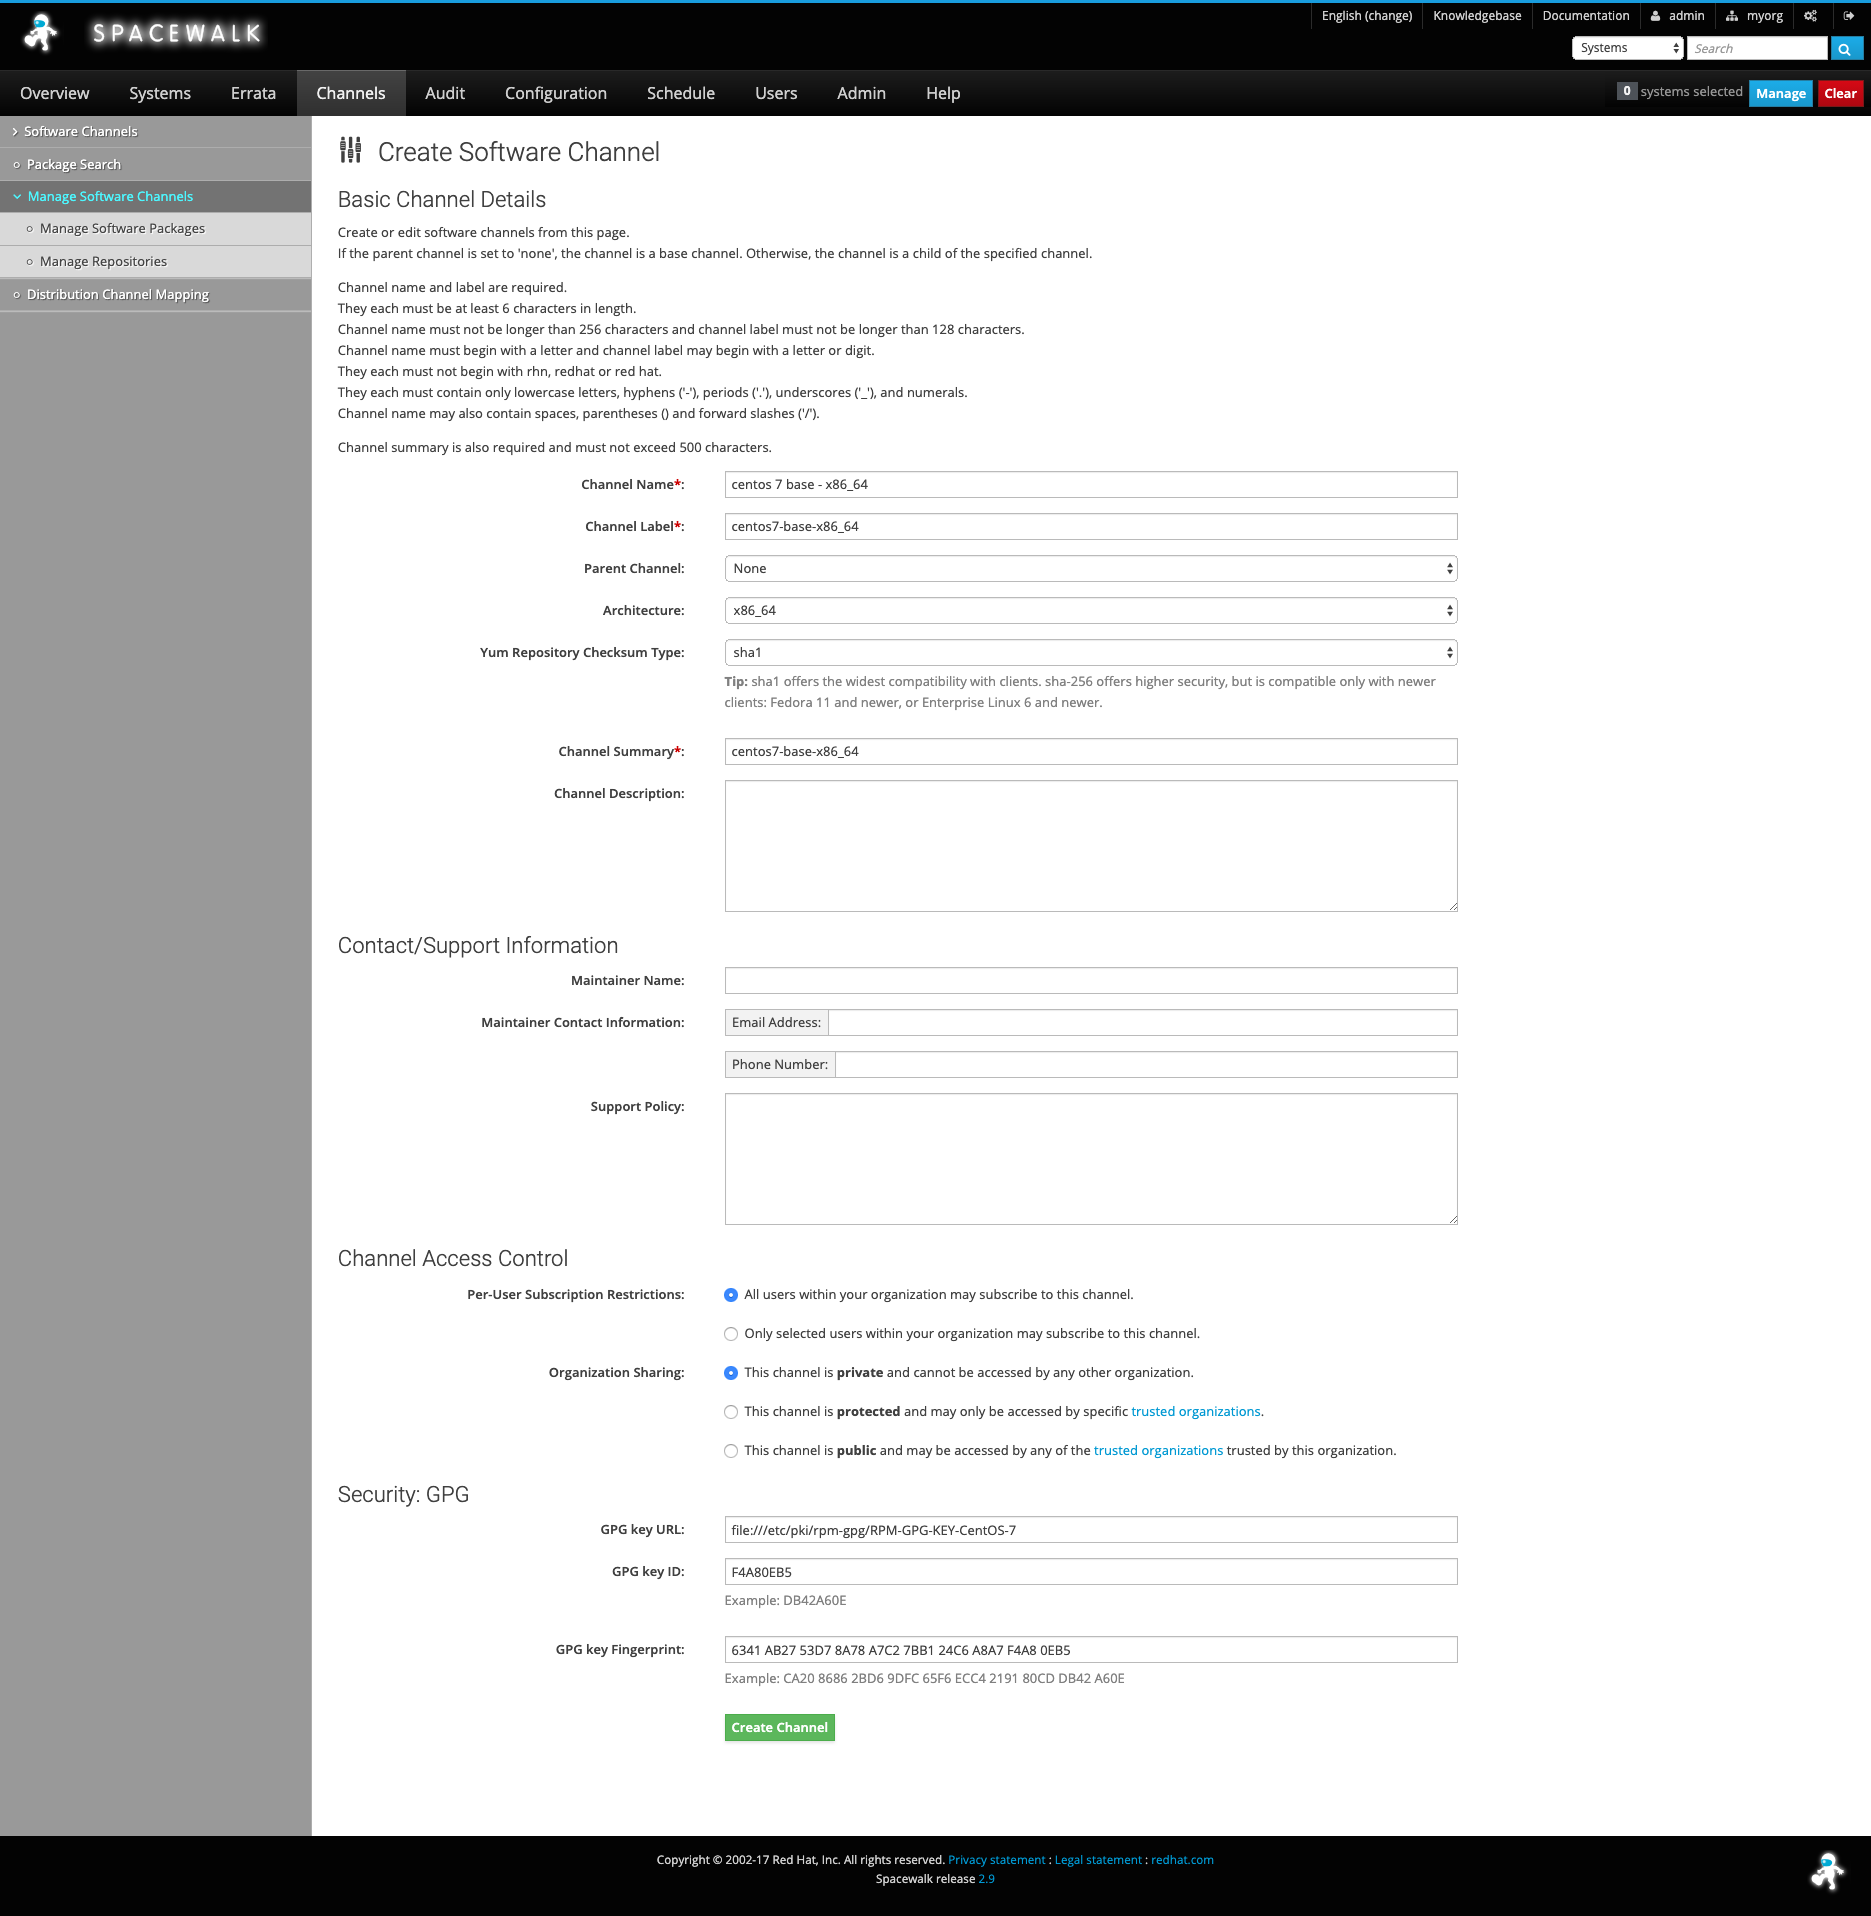 SPACEWALK
English (change) Knowledgebase Documentation admin myorg
Systems Search
Overview Systems Errata Channels Audit Configuration Schedule Users Admin Help
0 systems selected Manage Clear
Software Channels
Package Search
Manage Software Channels
Manage Software Packages
Manage Repositories
Distribution Channel Mapping
Create Software Channel
Basic Channel Details
Create or edit software channels from this page.
If the parent channel is set to 'none', the channel is a base channel. Otherwise, the channel is a child of the specified channel.
Channel name and label are required.
They each must be at least 6 characters in length.
Channel name must not be longer than 256 characters and channel label must not be longer than 128 characters.
Channel name must begin with a letter and channel label may begin with a letter or digit.
They each must not begin with rhn, redhat or red hat.
They each must contain only lowercase letters, hyphens ('-'), periods ('.'), underscores ('_'), and numerals.
Channel name may also contain spaces, parentheses () and forward slashes ('/').
Channel summary is also required and must not exceed 500 characters.
Channel Name*: centos 7 base - x86_64
Channel Label*: centos7-base-x86_64
Parent Channel: None
Architecture: x86_64
Yum Repository Checksum Type: sha1
Tip: sha1 offers the widest compatibility with clients. sha-256 offers higher security, but is compatible only with newer
clients: Fedora 11 and newer, or Enterprise Linux 6 and newer.
Channel Summary*: centos7-base-x86_64
Channel Description:
Contact/Support Information
Maintainer Name:
Maintainer Contact Information: Email Address:
Phone Number:
Support Policy:
Channel Access Control
Per-User Subscription Restrictions: All users within your organization may subscribe to this channel.
Only selected users within your organization may subscribe to this channel.
Organization Sharing: This channel is private and cannot be accessed by any other organization.
This channel is protected and may only be accessed by specific trusted organizations.
This channel is public and may be accessed by any of the trusted organizations trusted by this organization.
Security: GPG
GPG key URL: file:///etc/pki/rpm-gpg/RPM-GPG-KEY-CentOS-7
GPG key ID: F4A80EB5
Example: DB42A60E
GPG key Fingerprint: 6341 AB27 53D7 8A78 A7C2 7BB1 24C6 A8A7 F4A8 0EB5
Example: CA20 8686 2BD6 9DFC 65F6 ECC4 2191 80CD DB42 A60E
Create Channel
Copyright © 2002-17 Red Hat, Inc. All rights reserved. Privacy statement : Legal statement : redhat.com
Spacewalk release 2.9